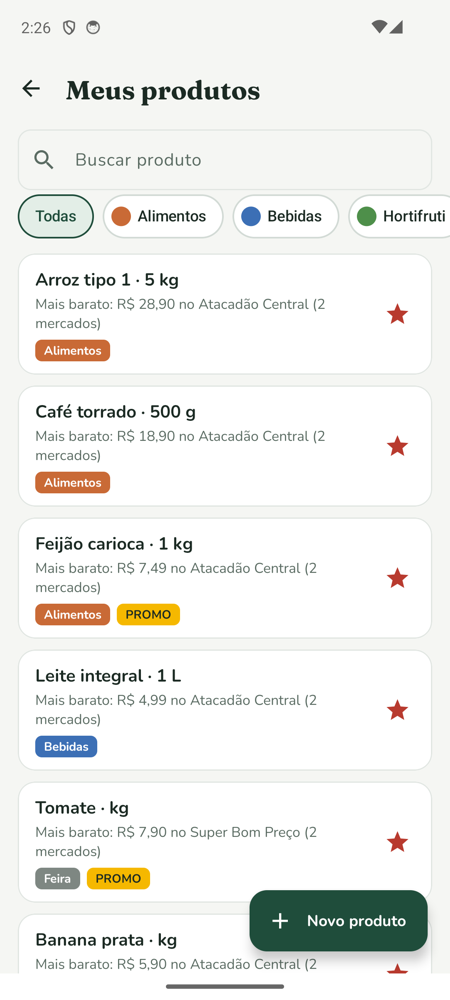 2:26
Meus produtos
Buscar produto
Todas
Alimentos
Bebidas
Hortifruti
Arroz tipo 1 · 5 kg
Mais barato: R$ 28,90 no Atacadão Central (2
mercados)
Alimentos
Café torrado · 500 g
Mais barato: R$ 18,90 no Atacadão Central (2
mercados)
Alimentos
Feijão carioca · 1 kg
Mais barato: R$ 7,49 no Atacadão Central (2
mercados)
Alimentos PROMO
Leite integral · 1 L
Mais barato: R$ 4,99 no Atacadão Central (2
mercados)
Bebidas
Tomate · kg
Mais barato: R$ 7,90 no Super Bom Preço (2
mercados)
Feira PROMO
Novo produto
Banana prata · kg
Mais barato: R$ 5,90 no Atacadão Central (2